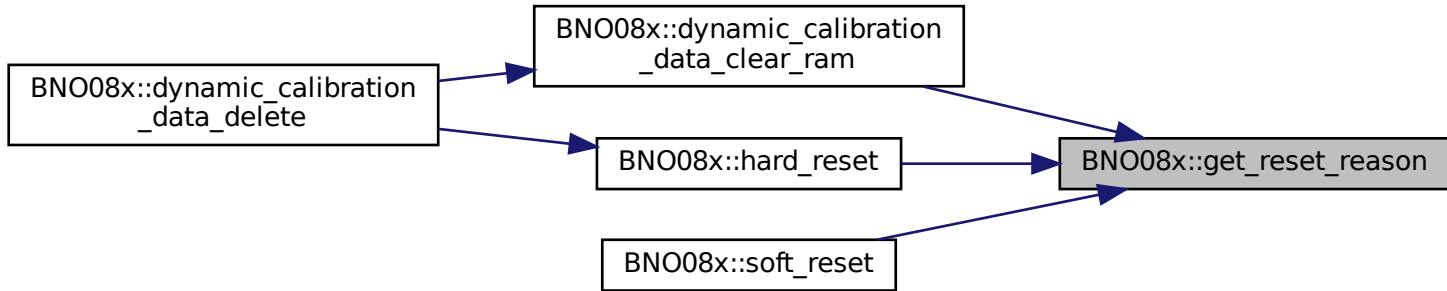 BNO08x::dynamic_calibration
_data_clear_ram
BNO08x::dynamic_calibration
_data_delete
BNO08x::hard_reset
BNO08x::get_reset_reason
BNO08x::soft_reset